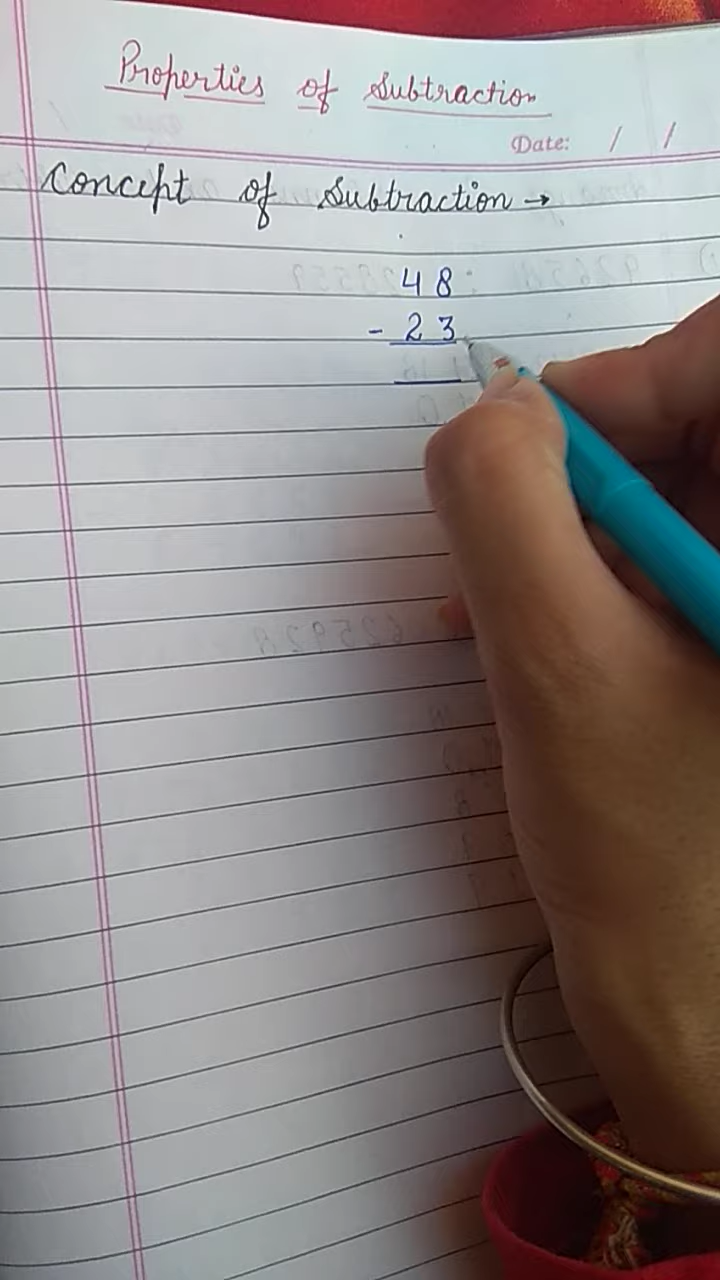 Properties of Subtraction
Date: / /
Concept of Subtraction →
48
- 23